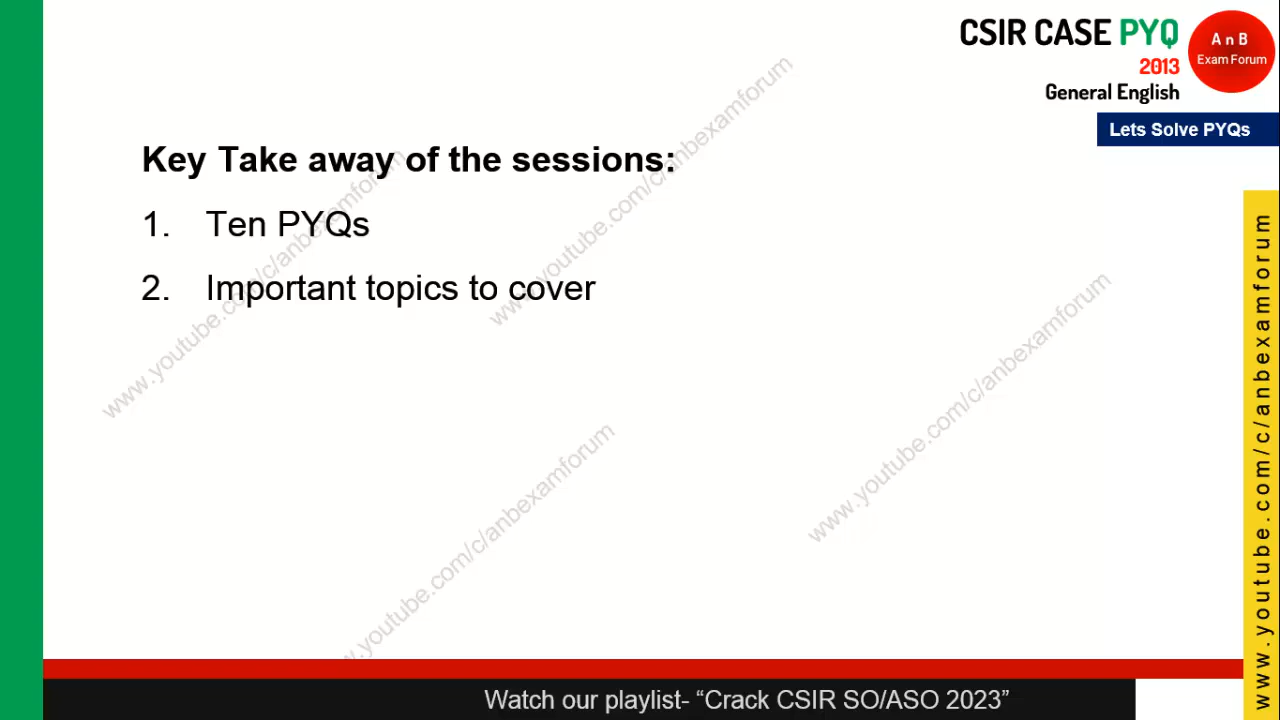 CSIR CASE PYQ
2013
General English
A n B
Exam Forum
Lets Solve PYQs
Key Take away of the sessions:
1. Ten PYQs
2. Important topics to cover
www.youtube.com/c/anbexamforum
www.youtube.com/c/anbexamforum
www.youtube.com/c/anbexamforum
www.youtube.com/c/anbexamforum
www.youtube.com/c/anbexamforum
Watch our playlist- “Crack CSIR SO/ASO 2023”